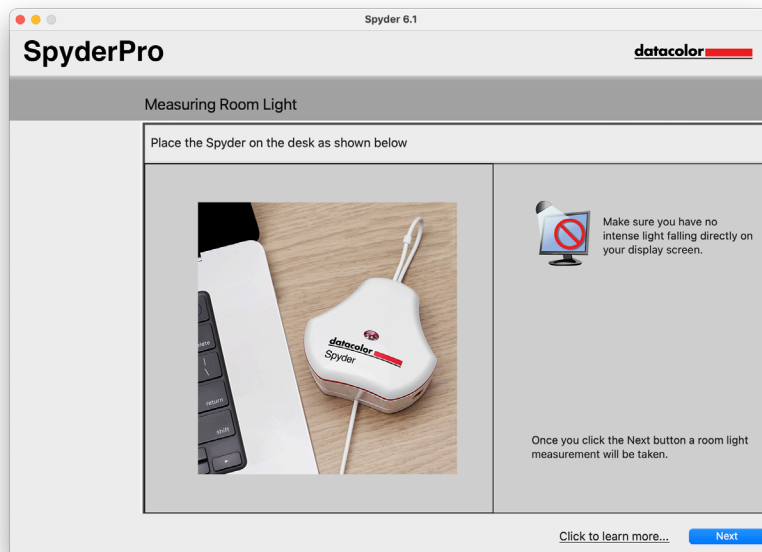 Spyder 6.1
SpyderPro
datacolor
Measuring Room Light
Place the Spyder on the desk as shown below
Make sure you have no
intense light falling directly on
your display screen.
delete
return
shift
datacolor
Spyder
Once you click the Next button a room light
measurement will be taken.
Click to learn more...
Next